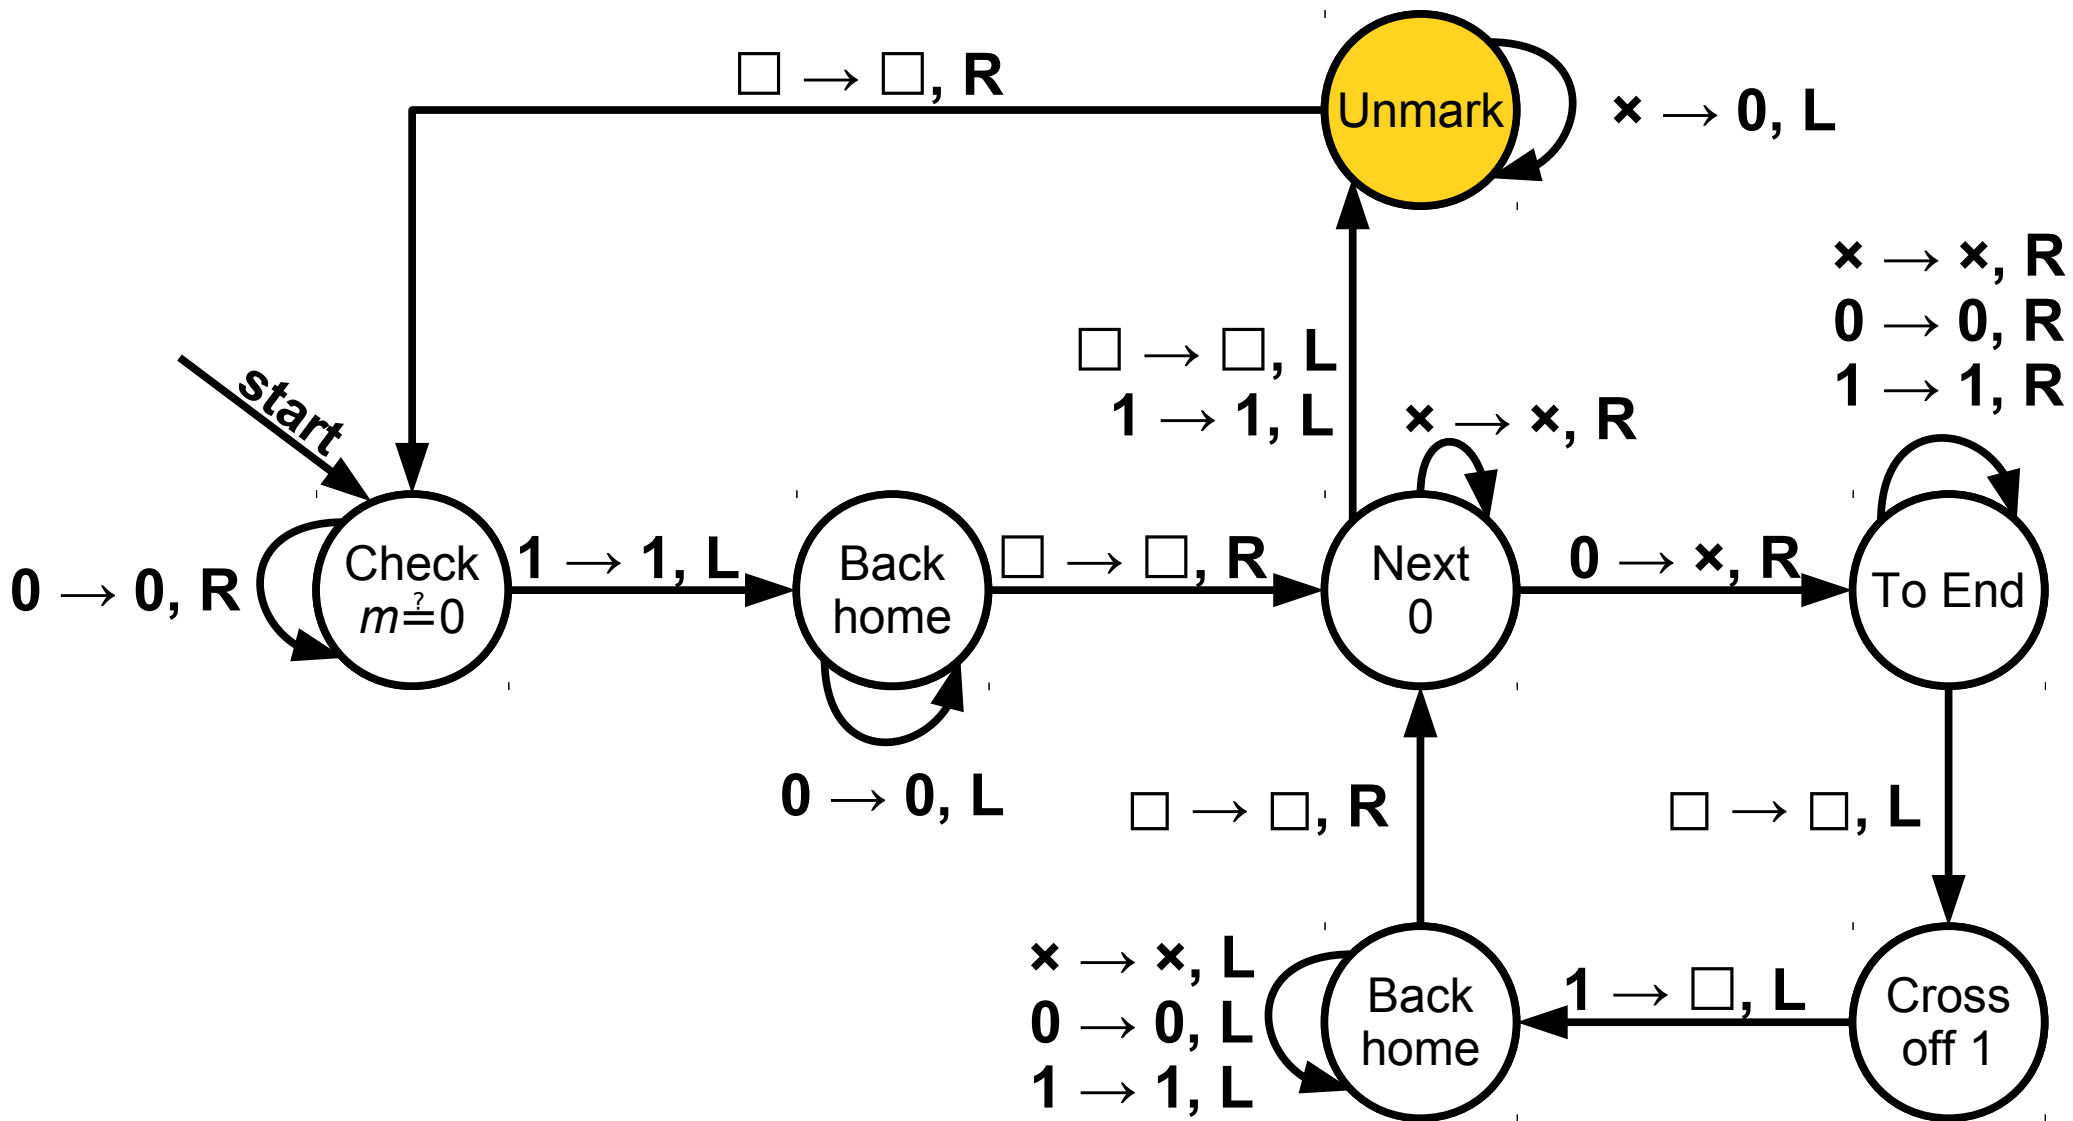 □ → □, R
Unmark
× → 0, L
× → ×, R
0 → 0, R
1 → 1, R
□ → □, L
1 → 1, L
× → ×, R
start
0 → 0, R
Check
m≟0
1 → 1, L
Back
home
□ → □, R
Next
0
0 → ×, R
To End
0 → 0, L
□ → □, R
□ → □, L
× → ×, L
0 → 0, L
1 → 1, L
Back
home
1 → □, L
Cross
off 1